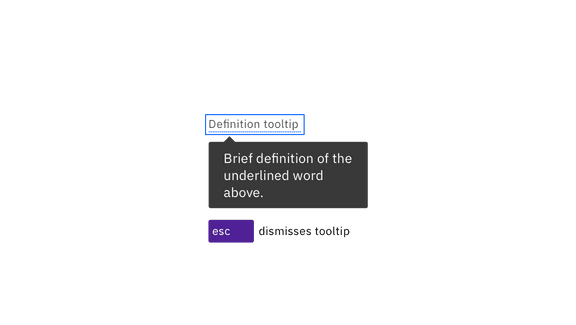 Definition tooltip
Brief definition of the
underlined word
above.
esc dismisses tooltip